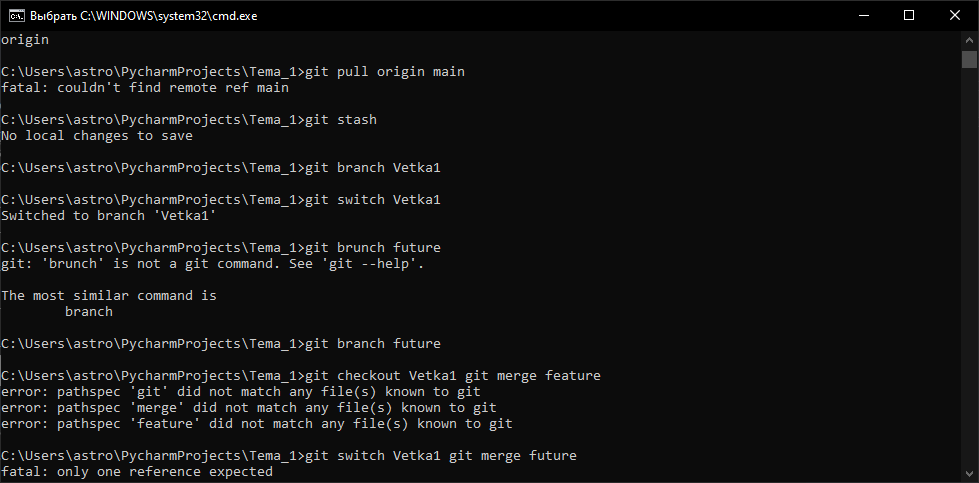 Выбрать C:\WINDOWS\system32\cmd.exe
origin
C:\Users\astro\PycharmProjects\Tema_1>git pull origin main
fatal: couldn't find remote ref main
C:\Users\astro\PycharmProjects\Tema_1>git stash
No local changes to save
C:\Users\astro\PycharmProjects\Tema_1>git branch Vetka1
C:\Users\astro\PycharmProjects\Tema_1>git switch Vetka1
Switched to branch 'Vetka1'
C:\Users\astro\PycharmProjects\Tema_1>git brunch future
git: 'brunch' is not a git command. See 'git --help'.
The most similar command is
branch
C:\Users\astro\PycharmProjects\Tema_1>git branch future
C:\Users\astro\PycharmProjects\Tema_1>git checkout Vetka1 git merge feature
error: pathspec 'git' did not match any file(s) known to git
error: pathspec 'merge' did not match any file(s) known to git
error: pathspec 'feature' did not match any file(s) known to git
C:\Users\astro\PycharmProjects\Tema_1>git switch Vetka1 git merge future
fatal: only one reference expected